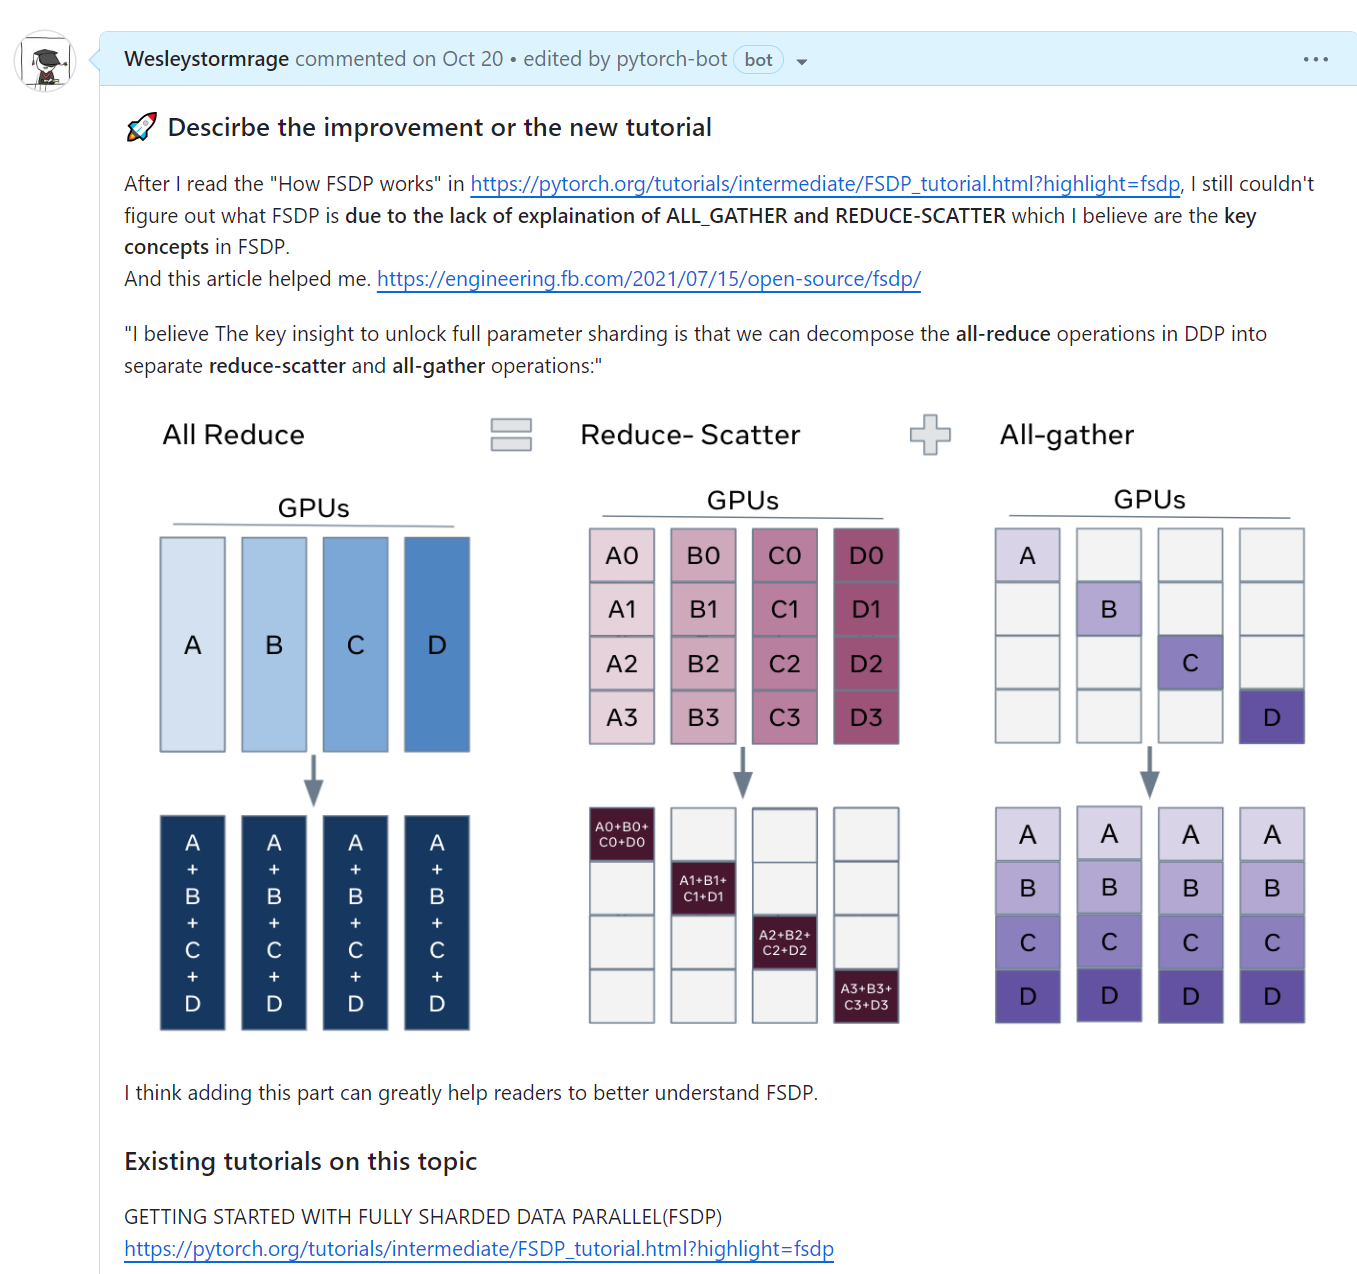 Wesleystormrage commented on Oct 20 • edited by pytorch-bot bot
🚀 Descirbe the improvement or the new tutorial
After I read the "How FSDP works" in https://pytorch.org/tutorials/intermediate/FSDP_tutorial.html?highlight=fsdp, I still couldn't
figure out what FSDP is due to the lack of explaination of ALL_GATHER and REDUCE-SCATTER which I believe are the key
concepts in FSDP.
And this article helped me. https://engineering.fb.com/2021/07/15/open-source/fsdp/
"I believe The key insight to unlock full parameter sharding is that we can decompose the all-reduce operations in DDP into
separate reduce-scatter and all-gather operations:"
All Reduce = Reduce- Scatter + All-gather
GPUs
A B C D
A A A A
+ + + +
B B B B
+ + + +
C C C C
+ + + +
D D D D
GPUs
A0 B0 C0 D0
A1 B1 C1 D1
A2 B2 C2 D2
A3 B3 C3 D3
A0+B0+
C0+D0
A1+B1+
C1+D1
A2+B2+
C2+D2
A3+B3+
C3+D3
GPUs
A
B
C
D
A A A A
B B B B
C C C C
D D D D
I think adding this part can greatly help readers to better understand FSDP.
Existing tutorials on this topic
GETTING STARTED WITH FULLY SHARDED DATA PARALLEL(FSDP)
https://pytorch.org/tutorials/intermediate/FSDP_tutorial.html?highlight=fsdp